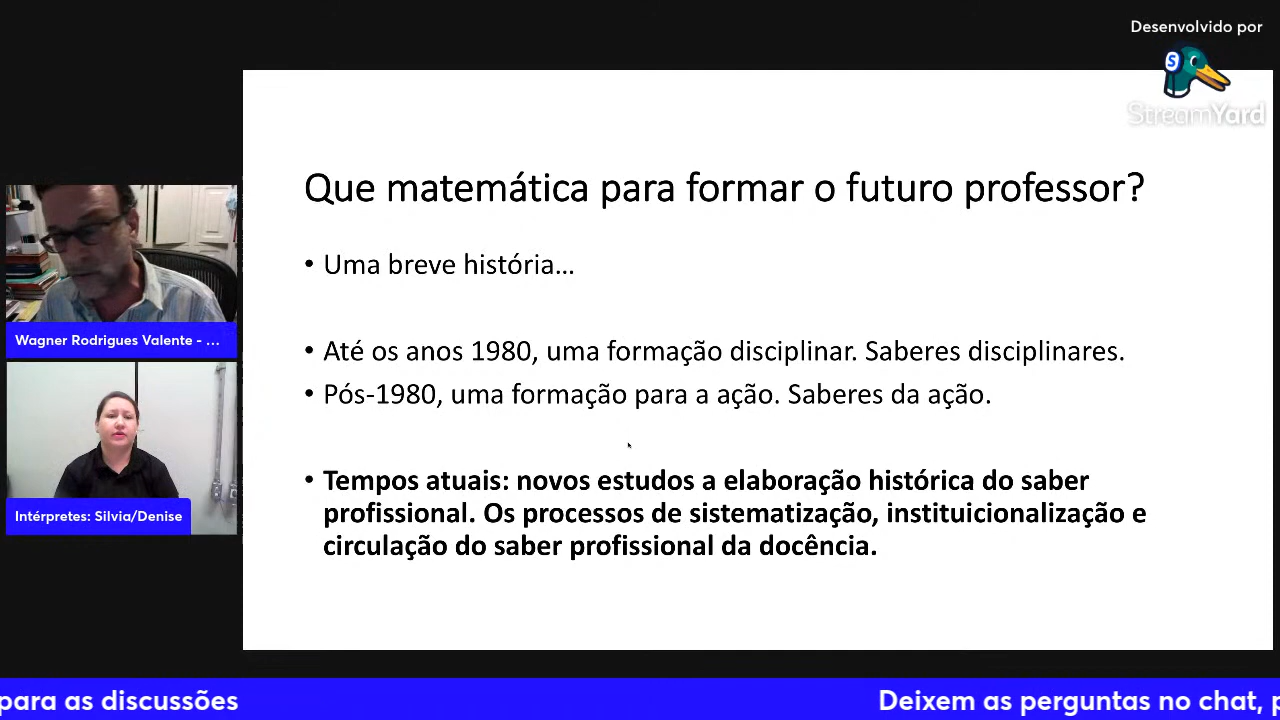 Desenvolvido por
StreamYard
Que matemática para formar o futuro professor?
• Uma breve história...
• Até os anos 1980, uma formação disciplinar. Saberes disciplinares.
• Pós-1980, uma formação para a ação. Saberes da ação.
• Tempos atuais: novos estudos a elaboração histórica do saber
profissional. Os processos de sistematização, instituicionalização e
circulação do saber profissional da docência.
Wagner Rodrigues Valente - ...
Intérpretes: Silvia/Denise
para as discussões
Deixem as perguntas no chat, p